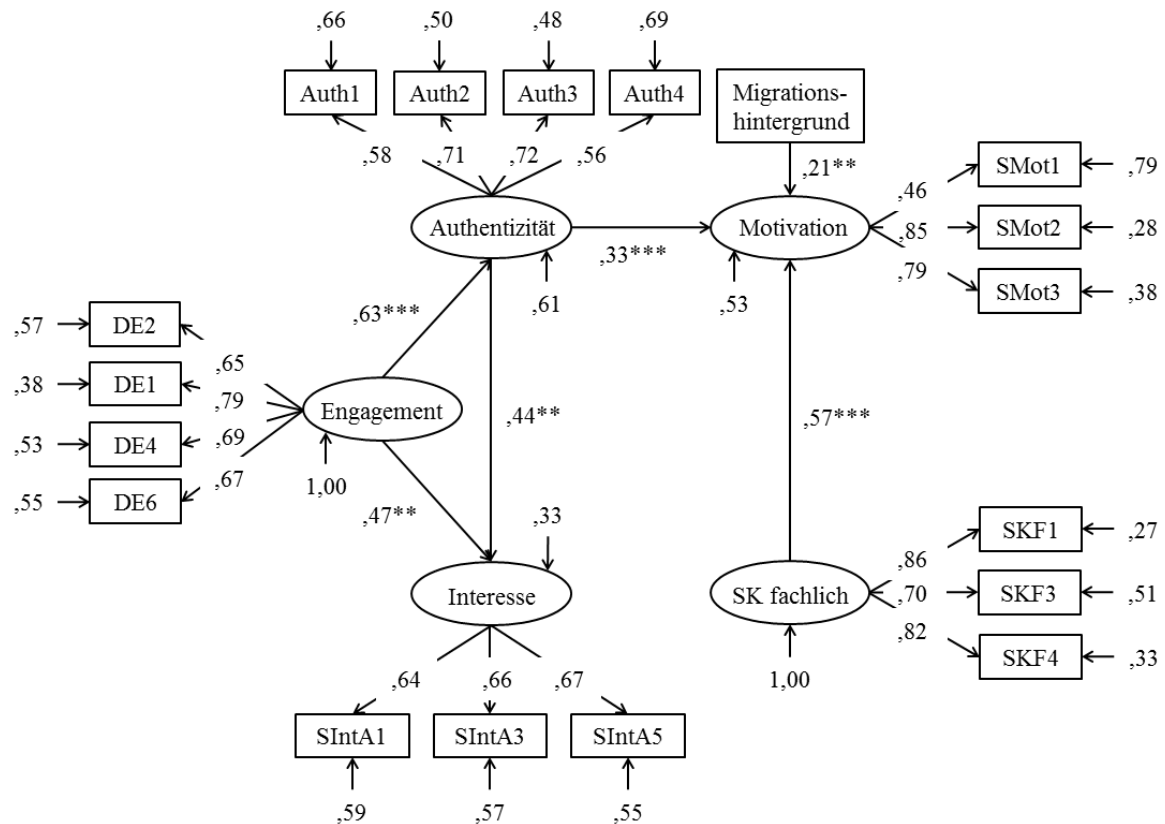 ,66
,50
,48
,69
Auth1
Auth2
Auth3
Auth4
Migrations-
hintergrund
,58
,71
,72
,56
,21**
SMot1
,79
,46
Authentizität
Motivation
,85
SMot2
,28
,33***
,79
SMot3
,38
,61
,53
,63***
,57
DE2
,65
,38
DE1
,79
Engagement
,44**
,57***
,53
DE4
,69
,67
,55
DE6
1,00
,47**
,33
SKF1
,27
,86
Interesse
SK fachlich
,70
SKF3
,51
,82
SKF4
,33
1,00
,64
,66
,67
SIntA1
SIntA3
SIntA5
,59
,57
,55